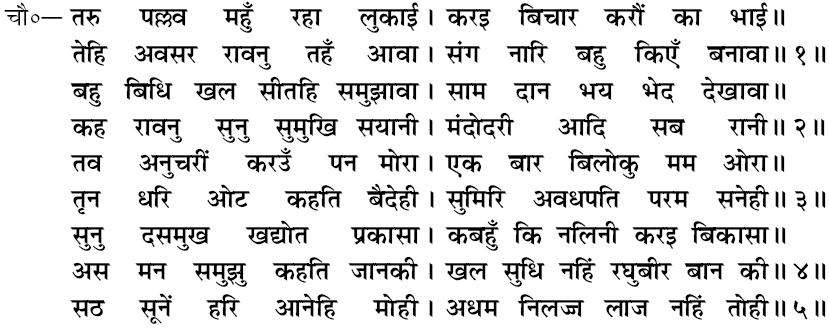 चौ०— तरु पल्लव महुँ रहा लुकाई। करइ बिचार करौं का भाई॥
तेहि अवसर रावनु तहँ आवा। संग नारि बहु किएँ बनावा॥ १॥
बहु बिधि खल सीतहि समुझावा। साम दान भय भेद देखावा॥
कह रावनु सुनु सुमुखि सयानी। मंदोदरी आदि सब रानी॥ २॥
तव अनुचरीं करउँ पन मोरा। एक बार बिलोकु मम ओरा॥
तृन धरि ओट कहति बैदेही। सुमिरि अवधपति परम सनेही॥ ३॥
सुनु दसमुख खद्योत प्रकासा। कबहुँ कि नलिनी करइ बिकासा॥
अस मन समुझु कहति जानकी। खल सुधि नहिं रघुबीर बान की॥ ४॥
सठ सूनें हरि आनेहि मोही। अधम निलज्ज लाज नहिं तोही॥ ५॥